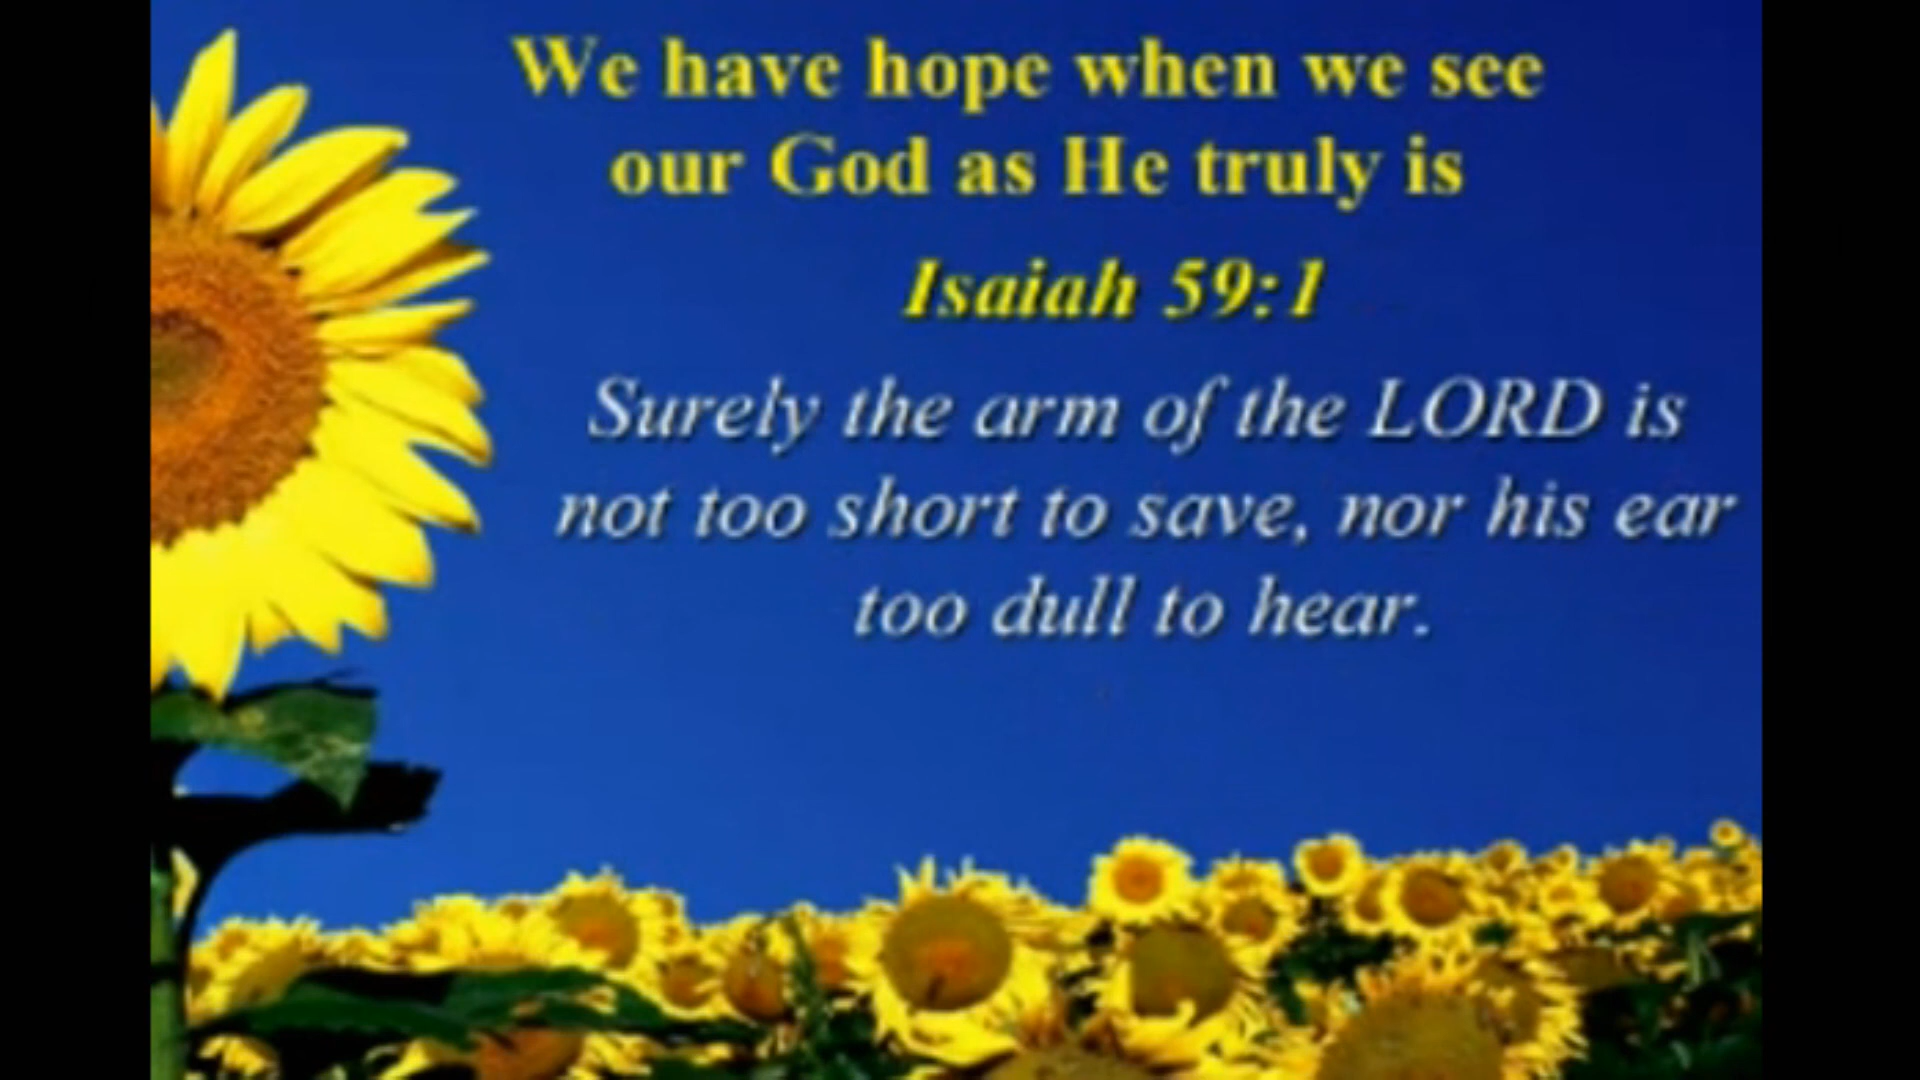 We have hope when we see
our God as He truly is
Isaiah 59:1
Surely the arm of the LORD is
not too short to save, nor his ear
too dull to hear.